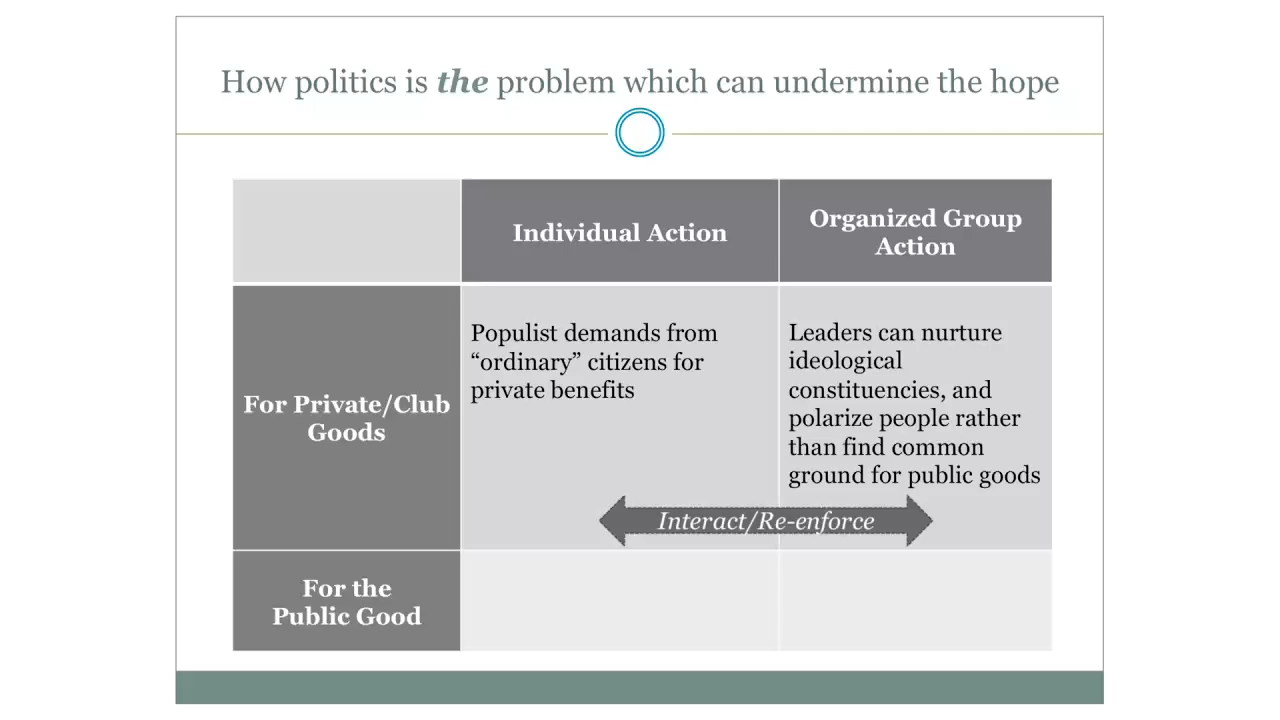 How politics is the problem which can undermine the hope
Individual Action
Organized Group
Action
For Private/Club
Goods
Populist demands from
“ordinary” citizens for
private benefits
Leaders can nurture
ideological
constituencies, and
polarize people rather
than find common
ground for public goods
Interact/Re-enforce
For the
Public Good